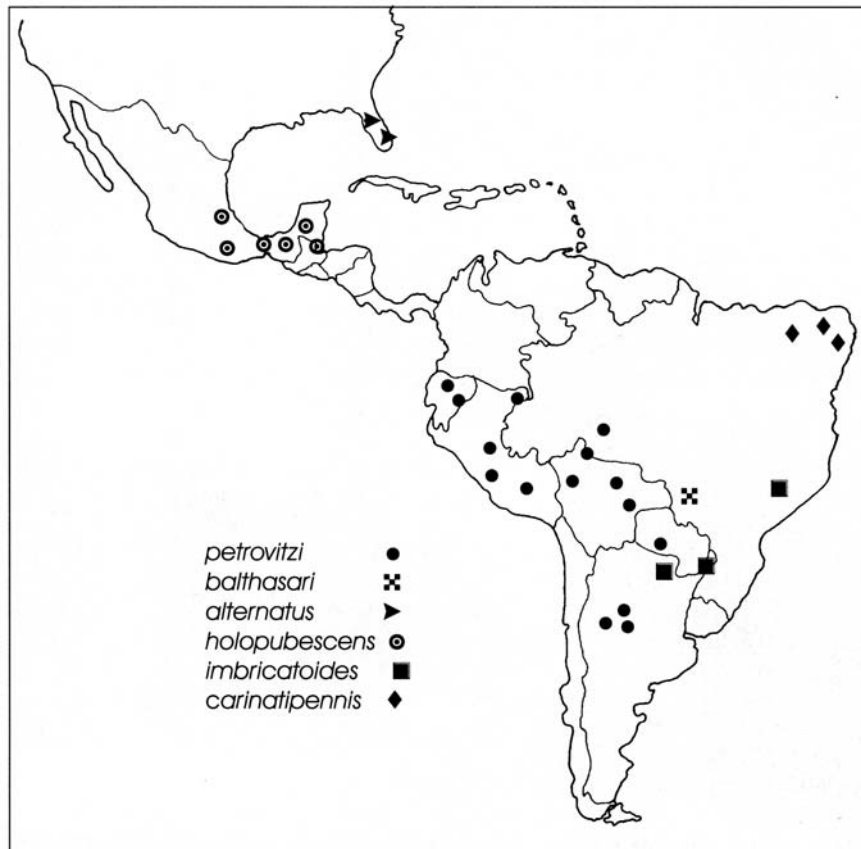 petrovitzi
balthasari
alternatus
holopubescens
imbricatoides
carinatipennis